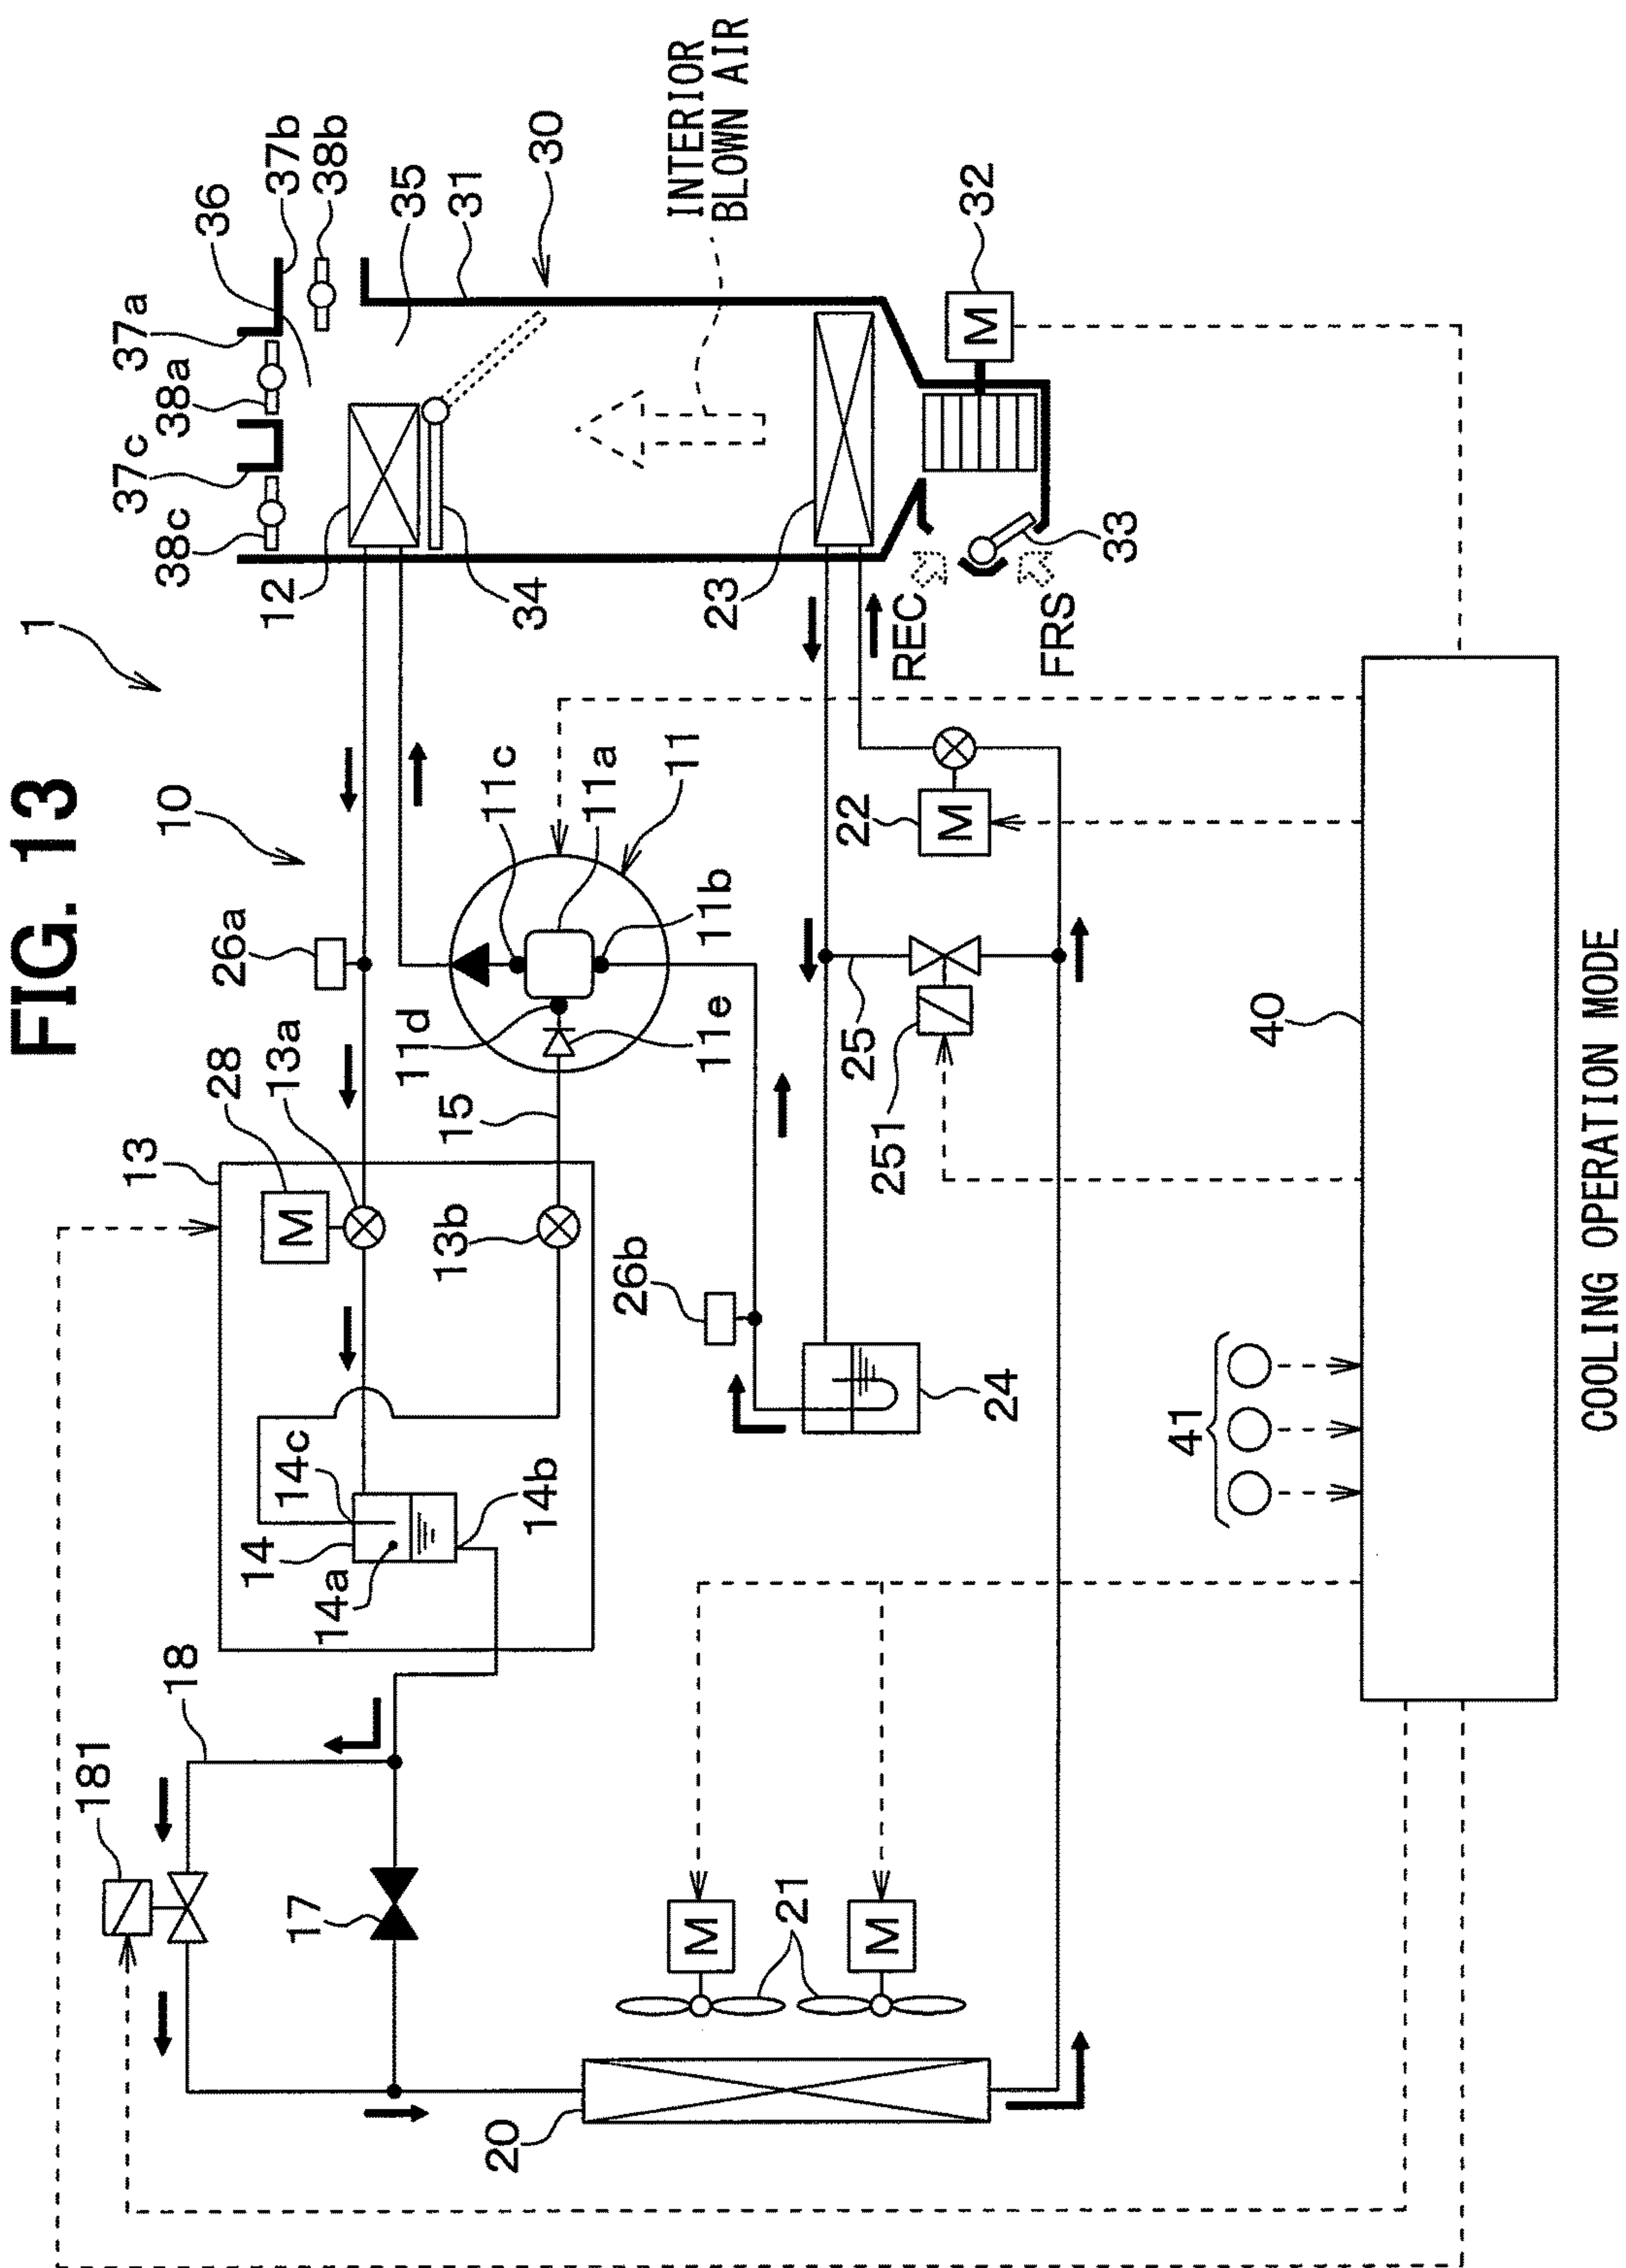 FIG. 13
1
10
36
37b
38b
37a
38a
37c
38c
35
31
30
INTERIOR
BLOWN AIR
32
M
12
34
23
33
REC
FRS
26a
11c
11a
11
11b
11d
11e
15
22
M
25
251
13
28
13a
M
13b
26b
24
14c
14b
14
14a
18
181
17
M
21
M
20
41
40
COOLING OPERATION MODE